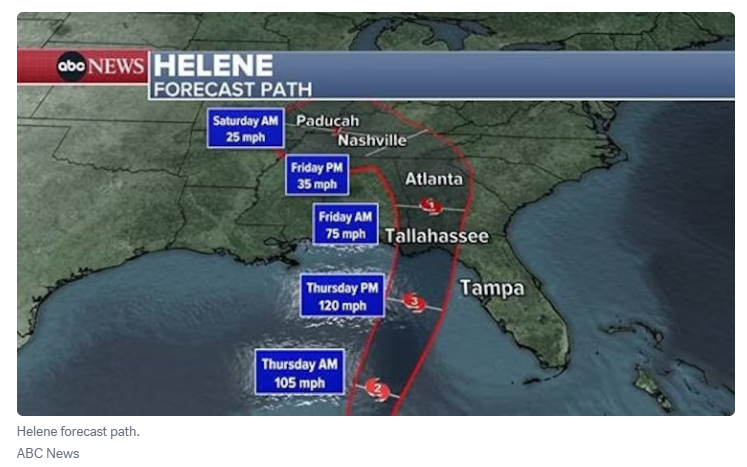 abc NEWS
HELENE
FORECAST PATH
Saturday AM
25 mph
Paducah
Nashville
Friday PM
35 mph
Atlanta
1
Friday AM
75 mph
Tallahassee
Thursday PM
120 mph
3
Tampa
Thursday AM
105 mph
2
Helene forecast path.
ABC News